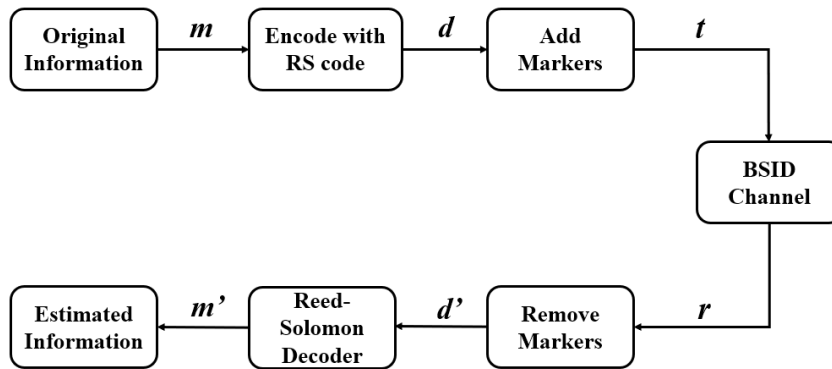 Original
Information
m
Encode with
RS code
d
Add
Markers
t
BSID
Channel
r
Remove
Markers
d’
Reed-
Solomon
Decoder
m’
Estimated
Information